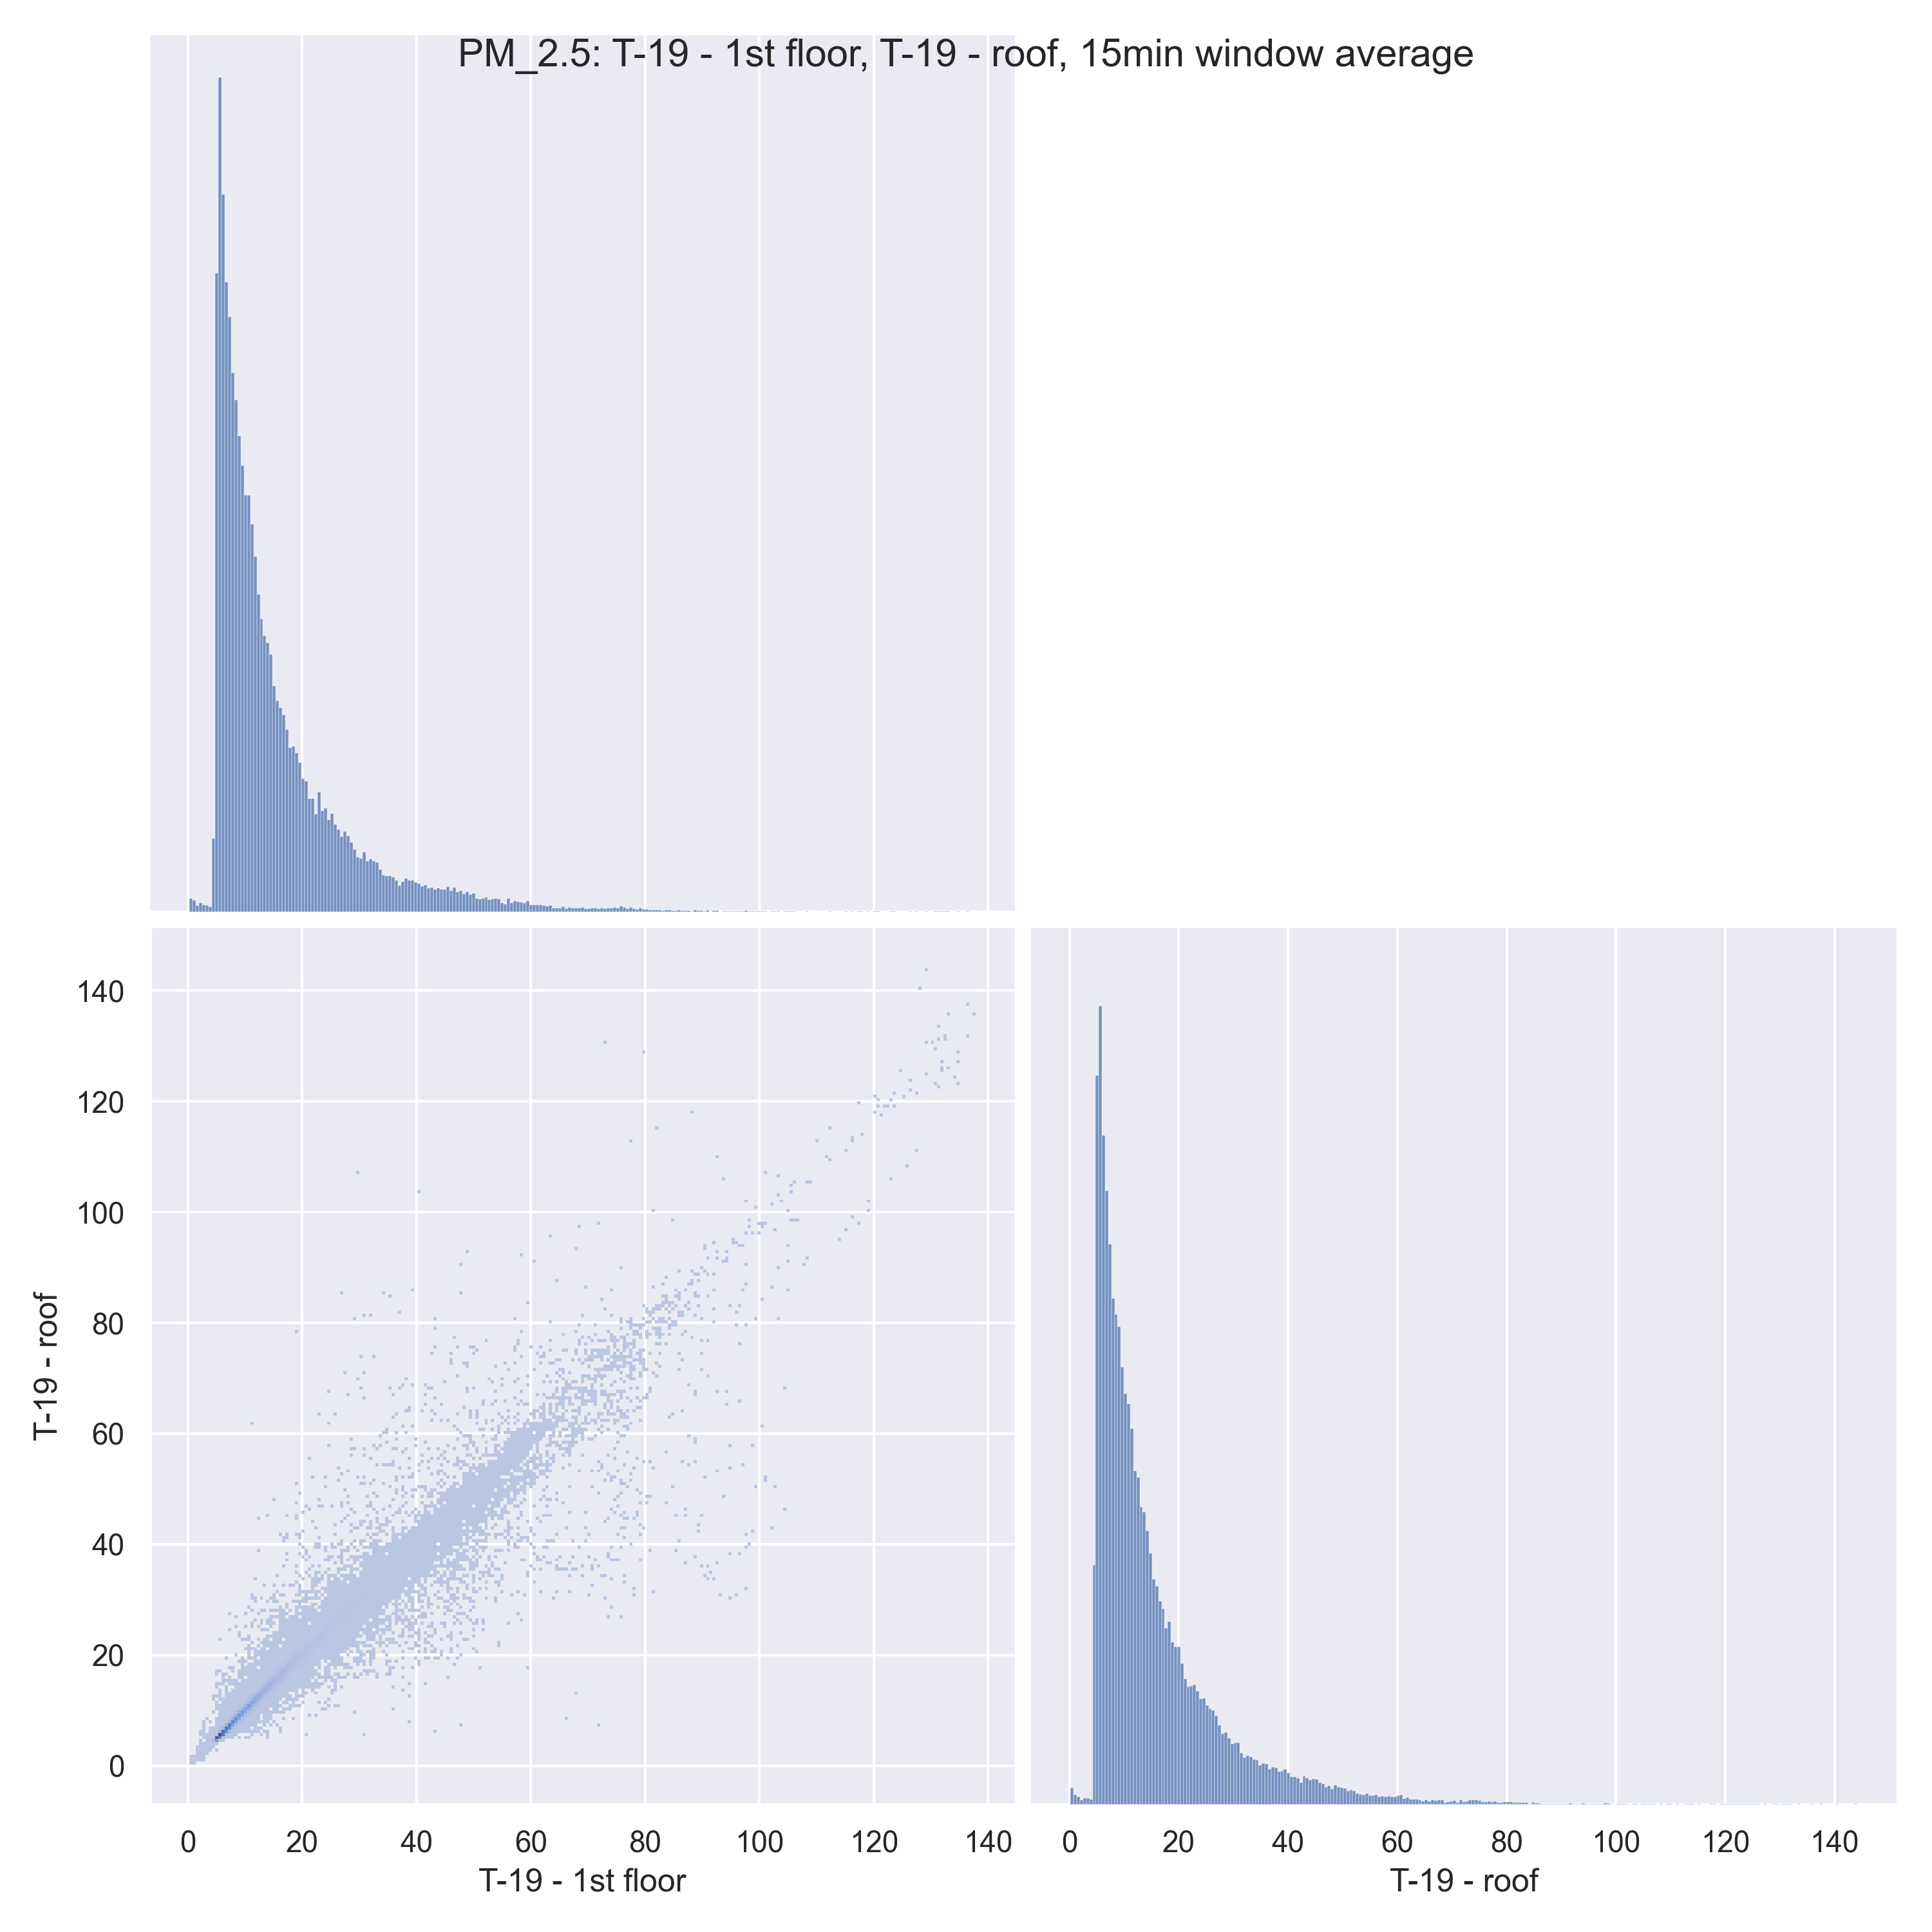 PM_2.5: T-19 - 1st floor, T-19 - roof, 15min window average
140
120
100
80
60
40
20
0
T-19 - roof
0 20 40 60 80 100 120 140
T-19 - 1st floor
0 20 40 60 80 100 120 140
T-19 - roof